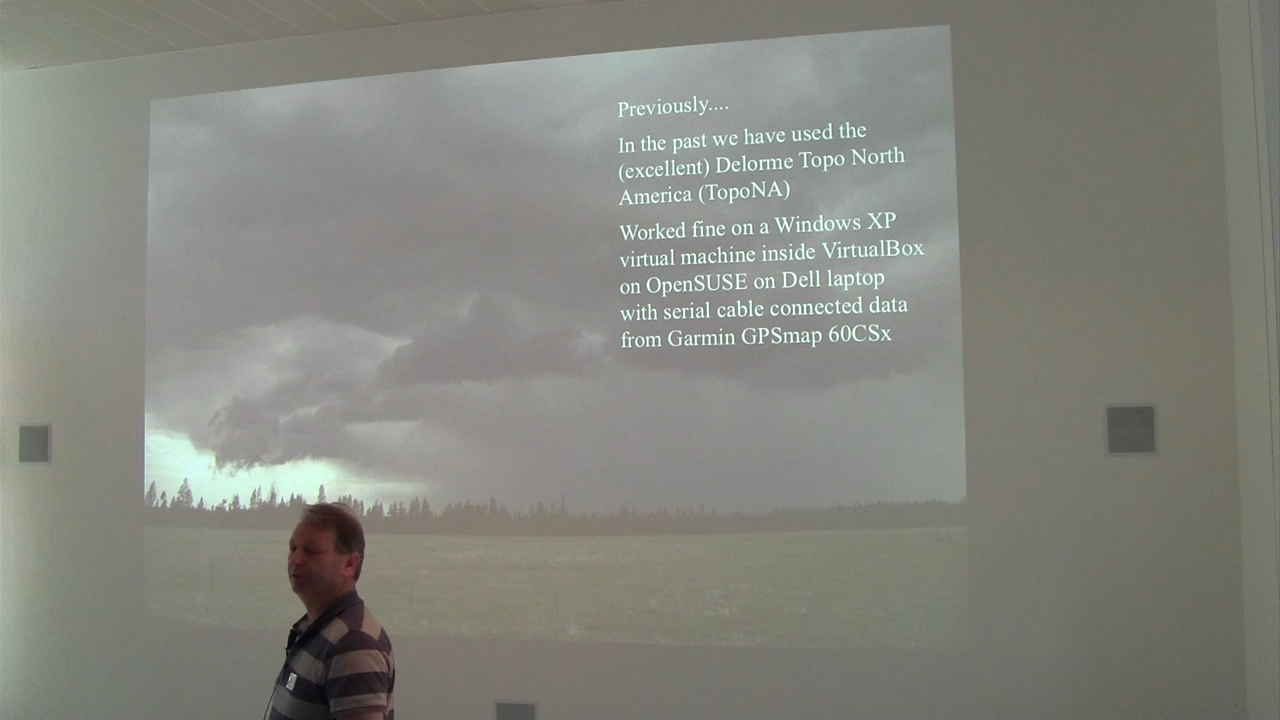 Previously....
In the past we have used the
(excellent) Delorme Topo North
America (TopoNA)
Worked fine on a Windows XP
virtual machine inside VirtualBox
on OpenSUSE on Dell laptop
with serial cable connected data
from Garmin GPSmap 60CSx